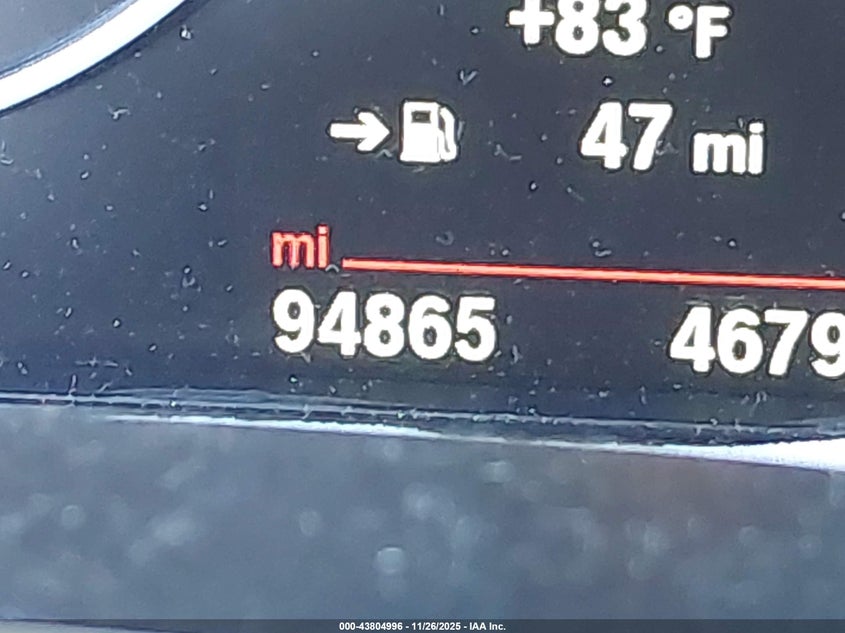 +83 °F
47 mi
mi
94865 4679
000-43804996 - 11/26/2025 - IAA Inc.